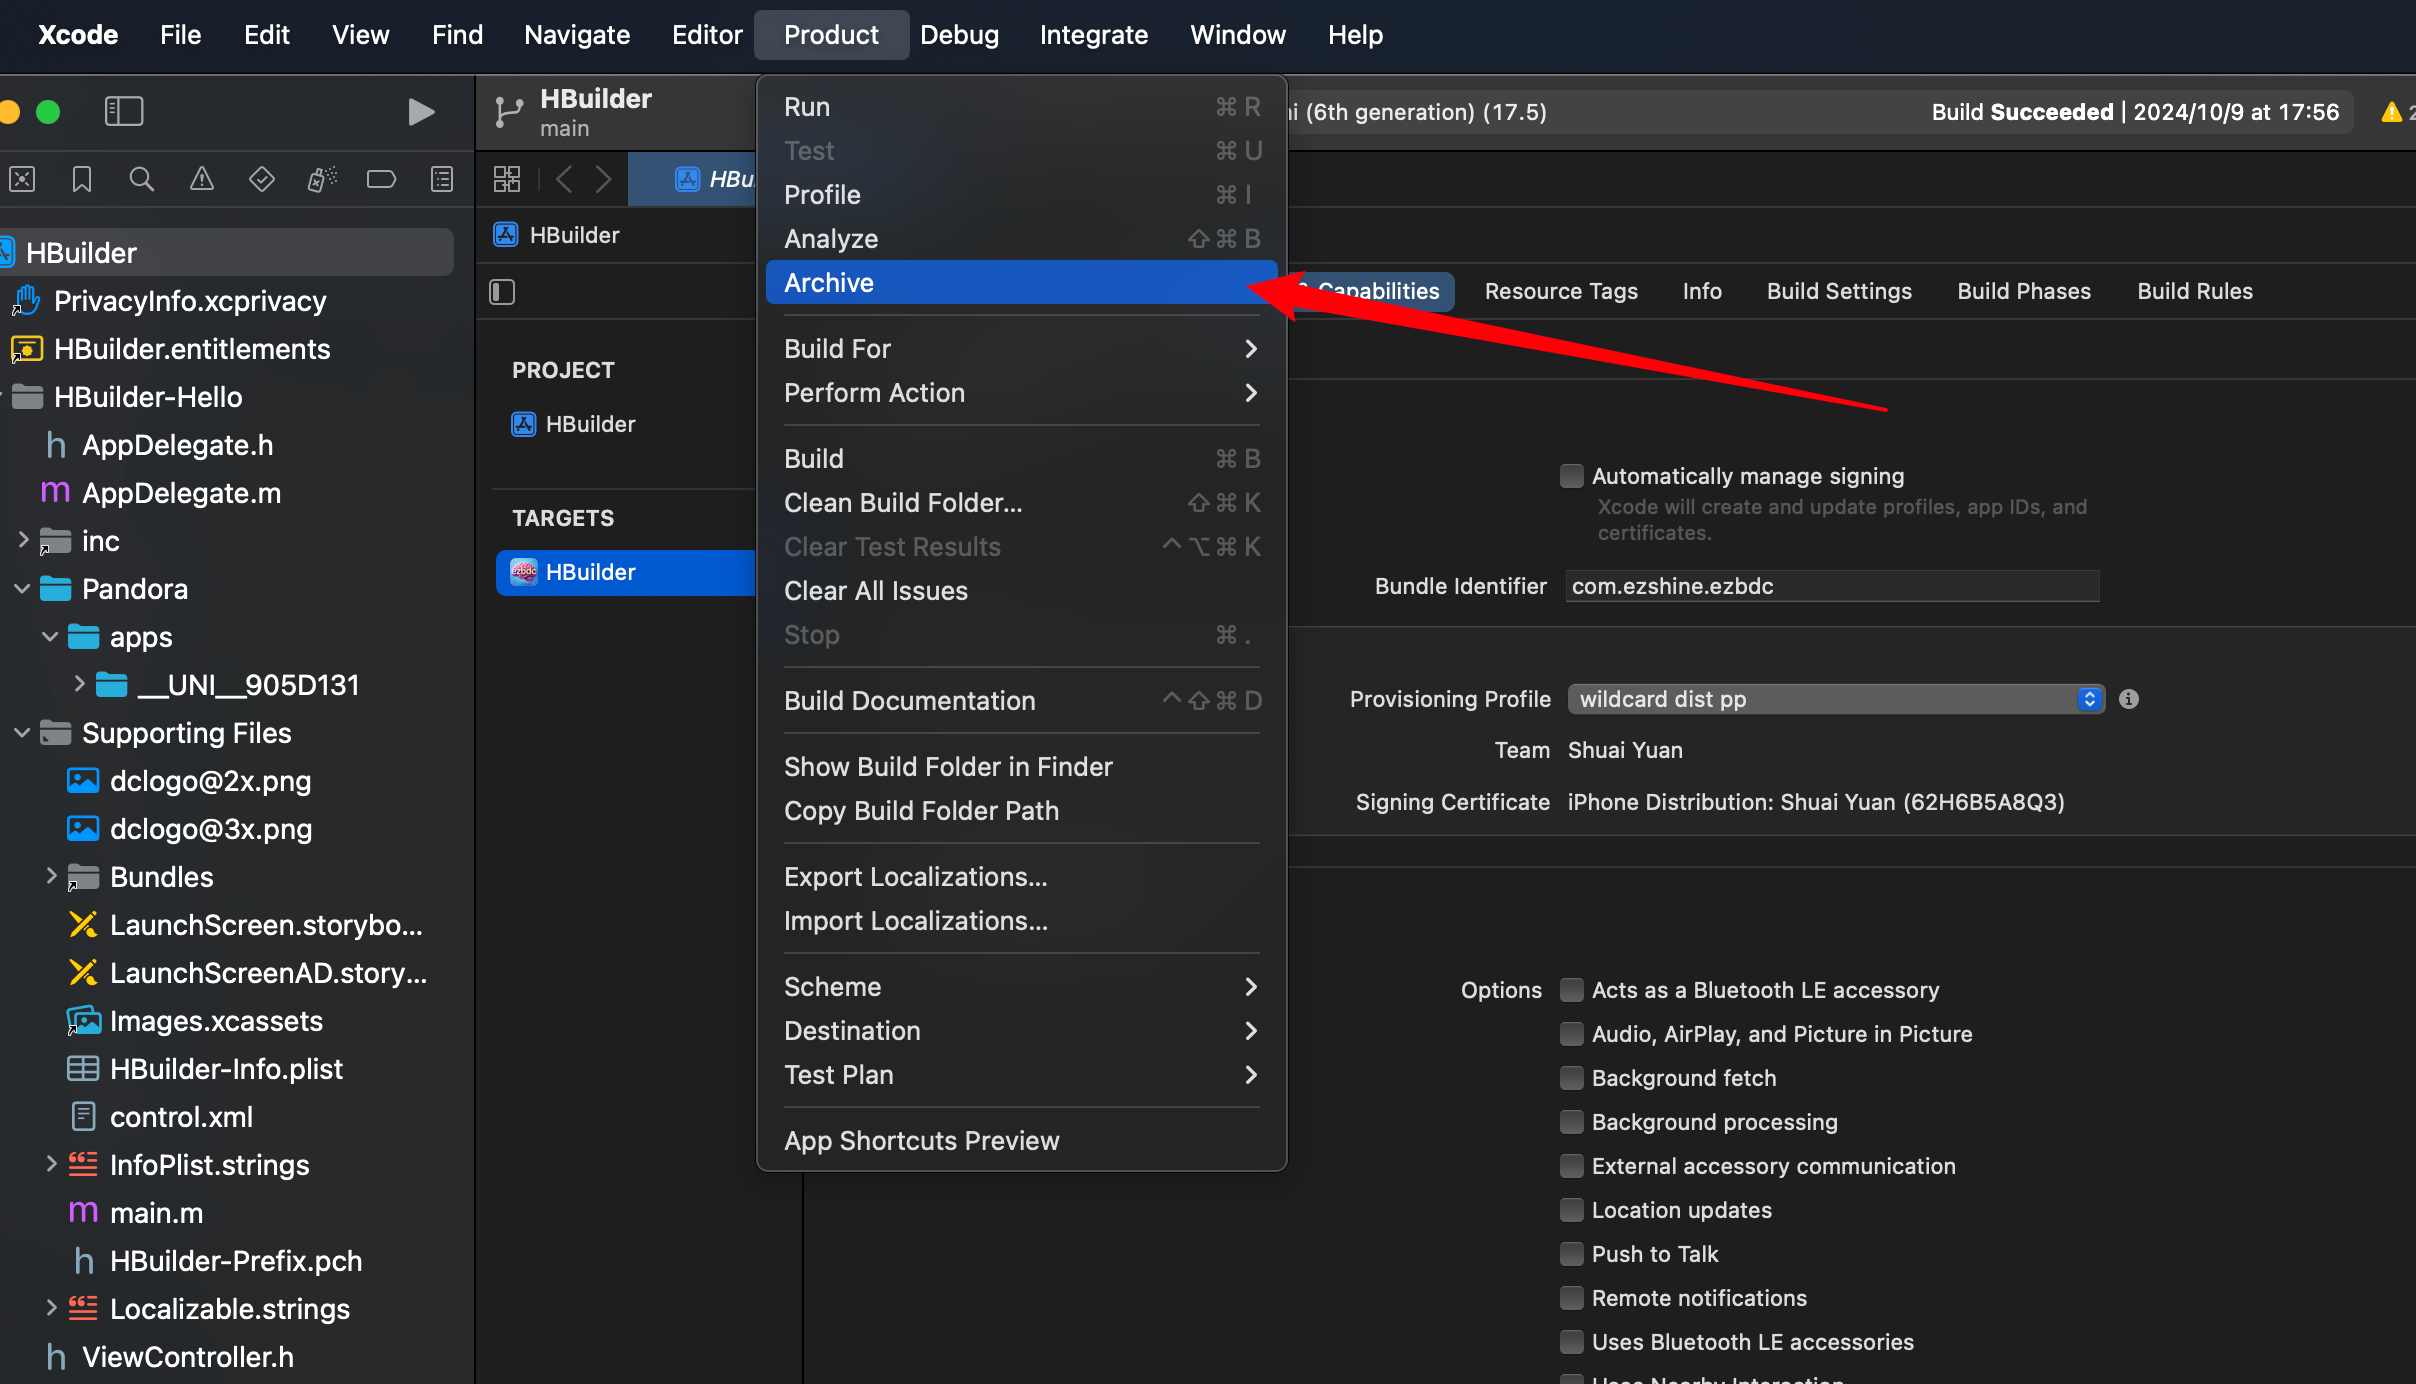 Xcode File Edit View Find Navigate Editor Product Debug Integrate Window Help
HBuilder
main
(6th generation) (17.5)
Build Succeeded | 2024/10/9 at 17:56
HBuilder
PrivacyInfo.xcprivacy
HBuilder.entitlements
HBuilder-Hello
h AppDelegate.h
m AppDelegate.m
inc
Pandora
apps
__UNI__905D131
Supporting Files
dclogo@2x.png
dclogo@3x.png
Bundles
LaunchScreen.storybo...
LaunchScreenAD.story...
Images.xcassets
HBuilder-Info.plist
control.xml
InfoPlist.strings
m main.m
h HBuilder-Prefix.pch
Localizable.strings
h ViewController.h
HBu
HBuilder
PROJECT
HBuilder
TARGETS
HBuilder
Run ⌘ R
Test ⌘ U
Profile ⌘ I
Analyze ⇧ ⌘ B
Archive
Build For
Perform Action
Build ⌘ B
Clean Build Folder... ⇧ ⌘ K
Clear Test Results ^ ⌥ ⌘ K
Clear All Issues
Stop ⌘ .
Build Documentation ^ ⇧ ⌘ D
Show Build Folder in Finder
Copy Build Folder Path
Export Localizations...
Import Localizations...
Scheme
Destination
Test Plan
App Shortcuts Preview
Capabilities Resource Tags Info Build Settings Build Phases Build Rules
Automatically manage signing
Xcode will create and update profiles, app IDs, and
certificates.
Bundle Identifier com.ezshine.ezbdc
Provisioning Profile wildcard dist pp
Team Shuai Yuan
Signing Certificate iPhone Distribution: Shuai Yuan (62H6B5A8Q3)
Options Acts as a Bluetooth LE accessory
Audio, AirPlay, and Picture in Picture
Background fetch
Background processing
External accessory communication
Location updates
Push to Talk
Remote notifications
Uses Bluetooth LE accessories